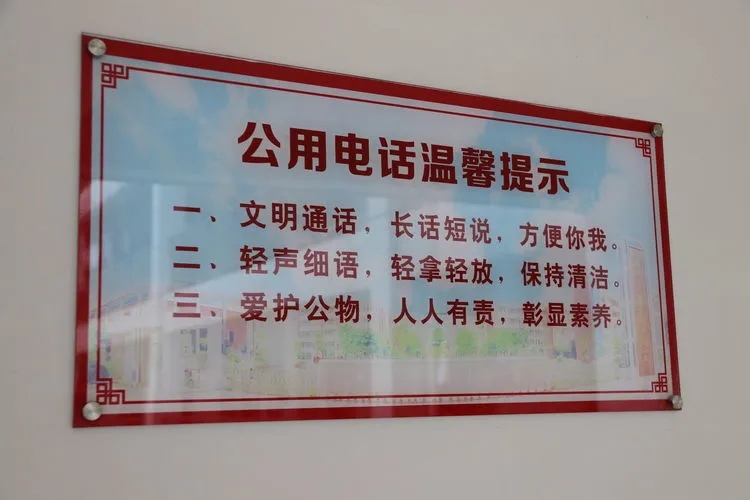 公用电话温馨提示
一、文明通话，长话短说，方便你我。
二、轻声细语，轻拿轻放，保持清洁。
三、爱护公物，人人有责，彰显素养。